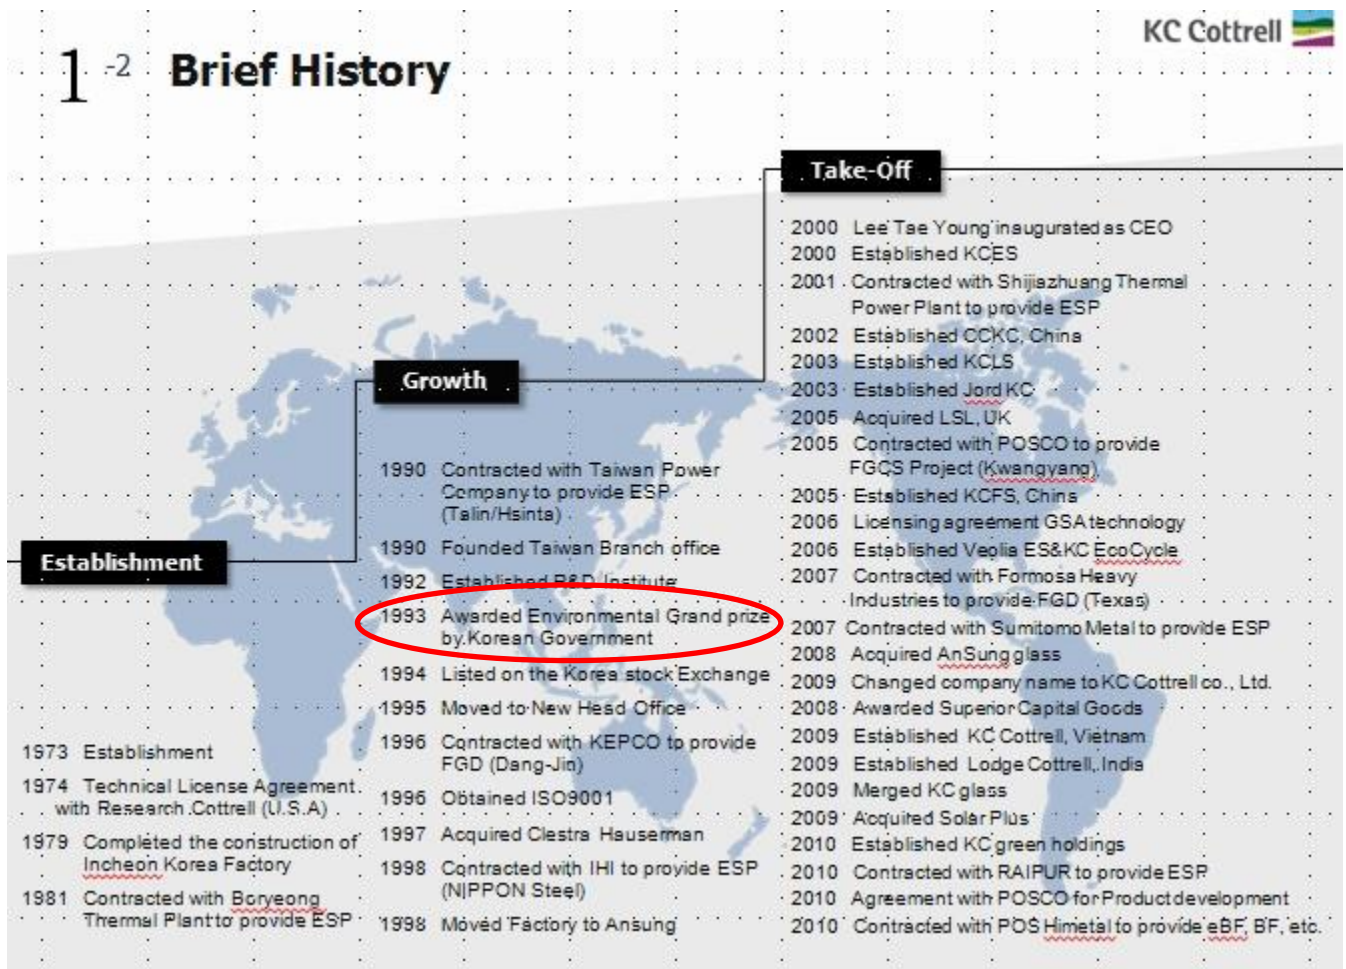 KC Cottrell
1 -2 Brief History
Take-Off
2000 Lee Tae Young inaugurated as CEO
2000 Established KCES
2001 Contracted with Shijiazhuang Thermal
Power Plant to provide ESP
2002 Established CCKC, China
2003 Established KCLS
2003 Established Jord KC
2005 Acquired LSL, UK
2005 Contracted with POSCO to provide
FGCS Project (Kwangyang)
2005 Established KCFS, China
2006 Licensing agreement GSA technology
2006 Established Veolia ES&KC EcoCycle
2007 Contracted with Formosa Heavy
Industries to provide FGD (Texas)
2007 Contracted with Sumitomo Metal to provide ESP
2008 Acquired AnSung glass
2009 Changed company name to KC Cottrell co., Ltd.
2008 Awarded Superior Capital Goods
2009 Established KC Cottrell, Vietnam
2009 Established Lodge Cottrell, India
2009 Merged KC glass
2009 Acquired Solar Plus
2010 Established KC green holdings
2010 Contracted with RAIPUR to provide ESP
2010 Agreement with POSCO for Product development
2010 Contracted with POS Himetal to provide eBF, BF, etc.
Growth
1990 Contracted with Taiwan Power
Company to provide ESP
(Talin/Hsinta)
1990 Founded Taiwan Branch office
1992 Established R&D Institute
1993 Awarded Environmental Grand prize
by Korean Government
1994 Listed on the Korea stock Exchange
1995 Moved to New Head Office
1996 Contracted with KEPCO to provide
FGD (Dang-Jin)
1996 Obtained ISO9001
1997 Acquired Clestra Hauserman
1998 Contracted with IHI to provide ESP
(NIPPON Steel)
1998 Moved Factory to Ansung
Establishment
1973 Establishment
1974 Technical License Agreement
with Research Cottrell (U.S.A)
1979 Completed the construction of
Incheon Korea Factory
1981 Contracted with Boryeong
Thermal Plant to provide ESP